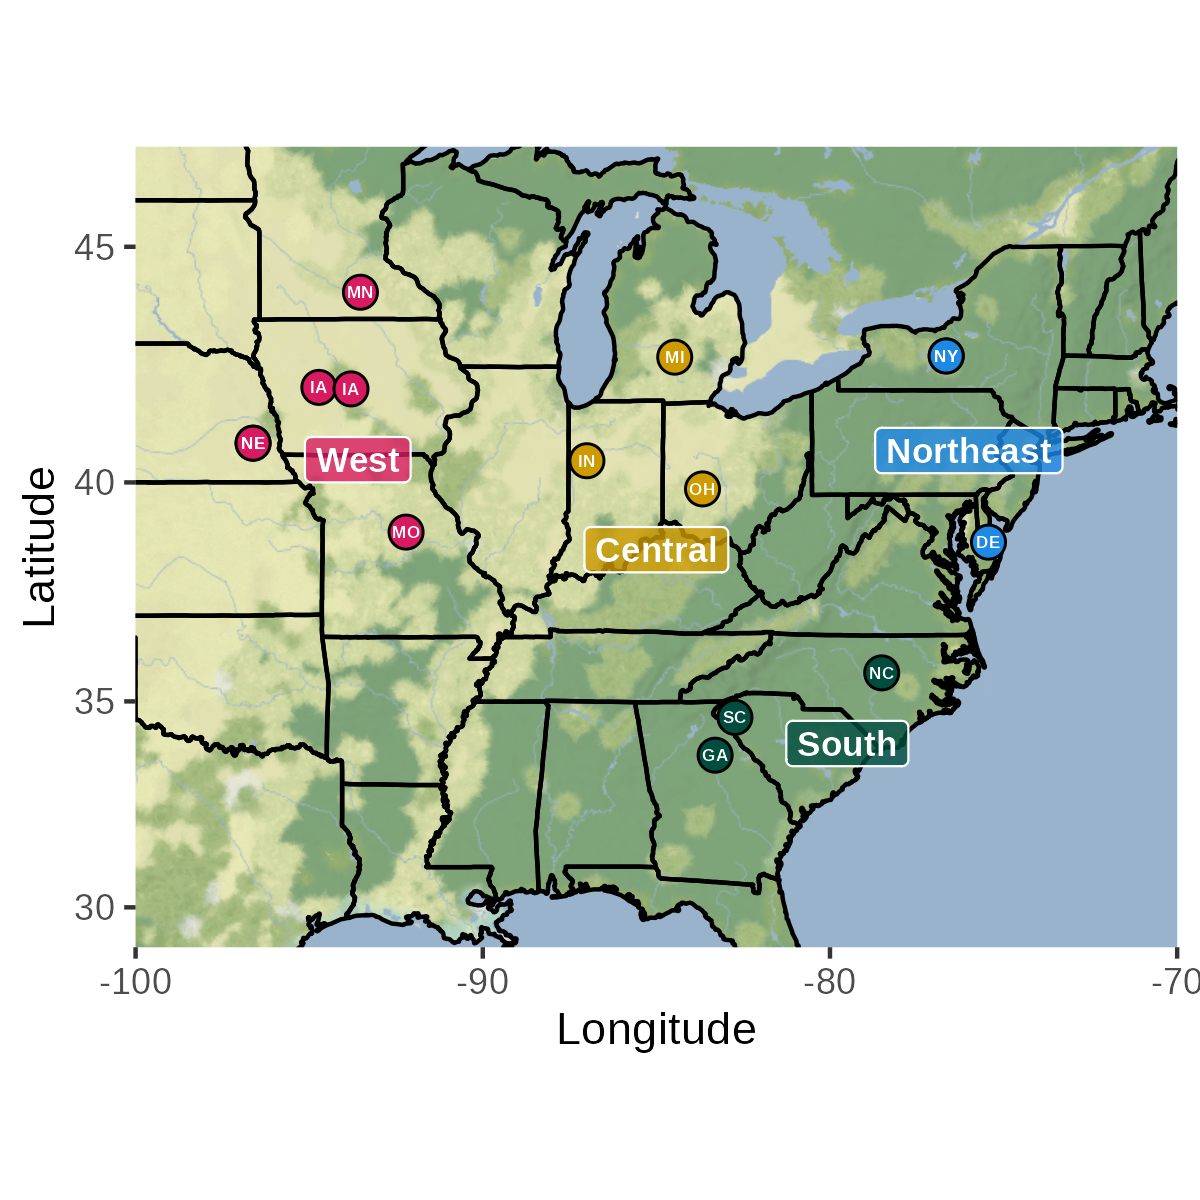 45
40
35
30
Latitude
MN
MI
NY
IA
IA
NE
West
IN
OH
Northeast
MO
Central
DE
NC
SC
GA
South
-100
-90
-80
-70
Longitude